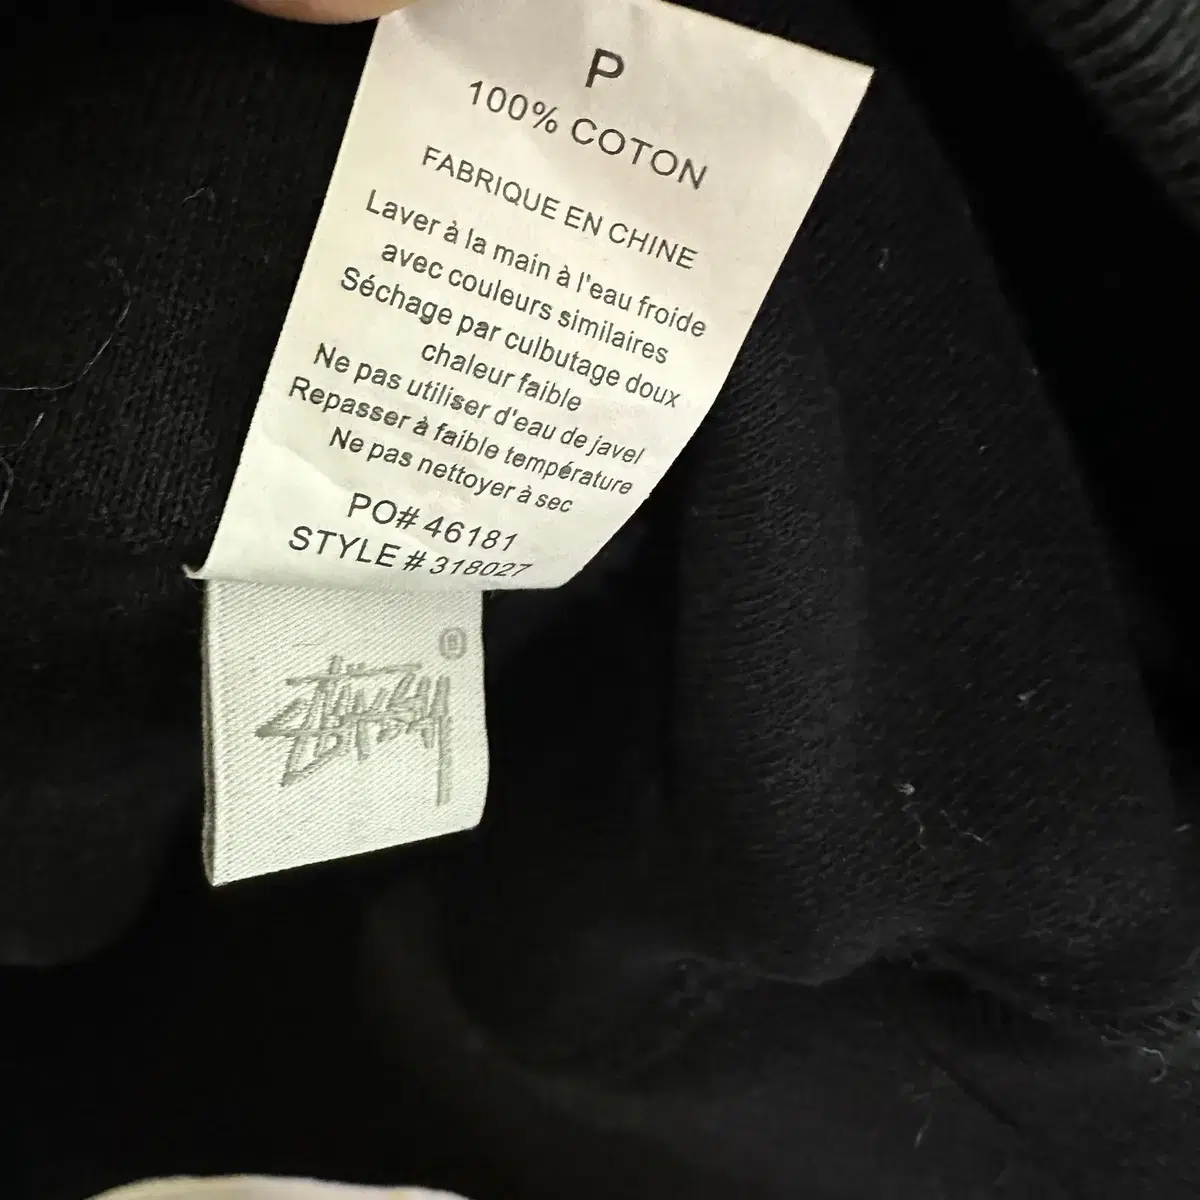 P
100% COTON
FABRIQUE EN CHINE
Laver à la main à l'eau froide
avec couleurs similaires
Séchage par culbutage doux
chaleur faible
Ne pas utiliser d'eau de javel
Repasser à faible température
Ne pas nettoyer à sec
PO# 46181
STYLE # 318027
®
Stüssy